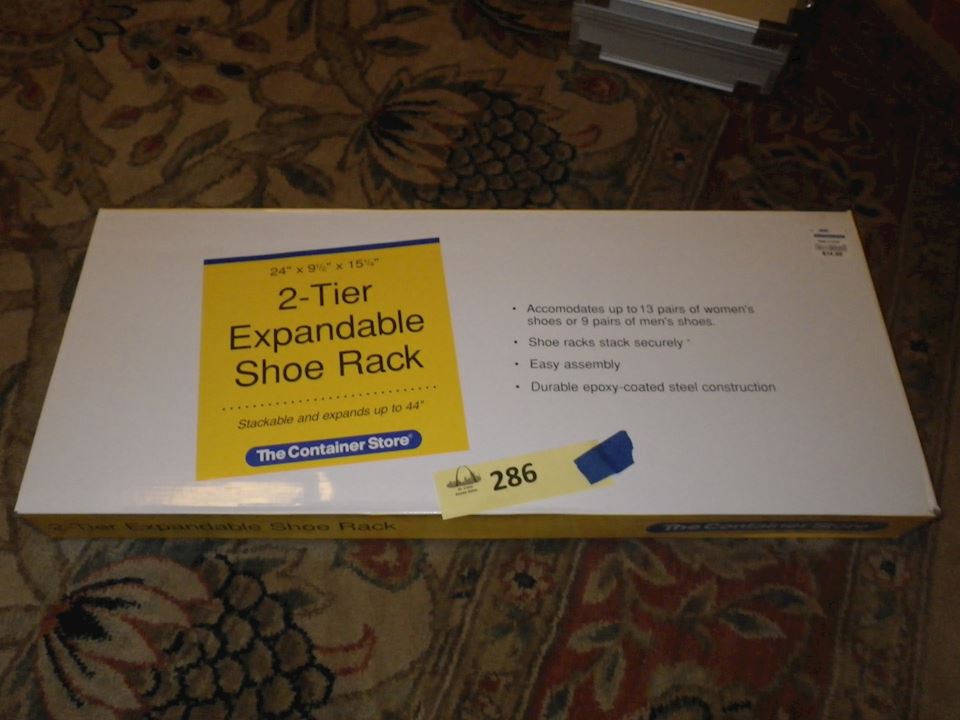 24" x 9½" x 15¼"
2-Tier
Expandable
Shoe Rack
Stackable and expands up to 44"
The Container Store®
• Accomodates up to 13 pairs of women's
shoes or 9 pairs of men's shoes.
• Shoe racks stack securely
• Easy assembly
• Durable epoxy-coated steel construction
286
2-Tier Expandable Shoe Rack
The Container Store